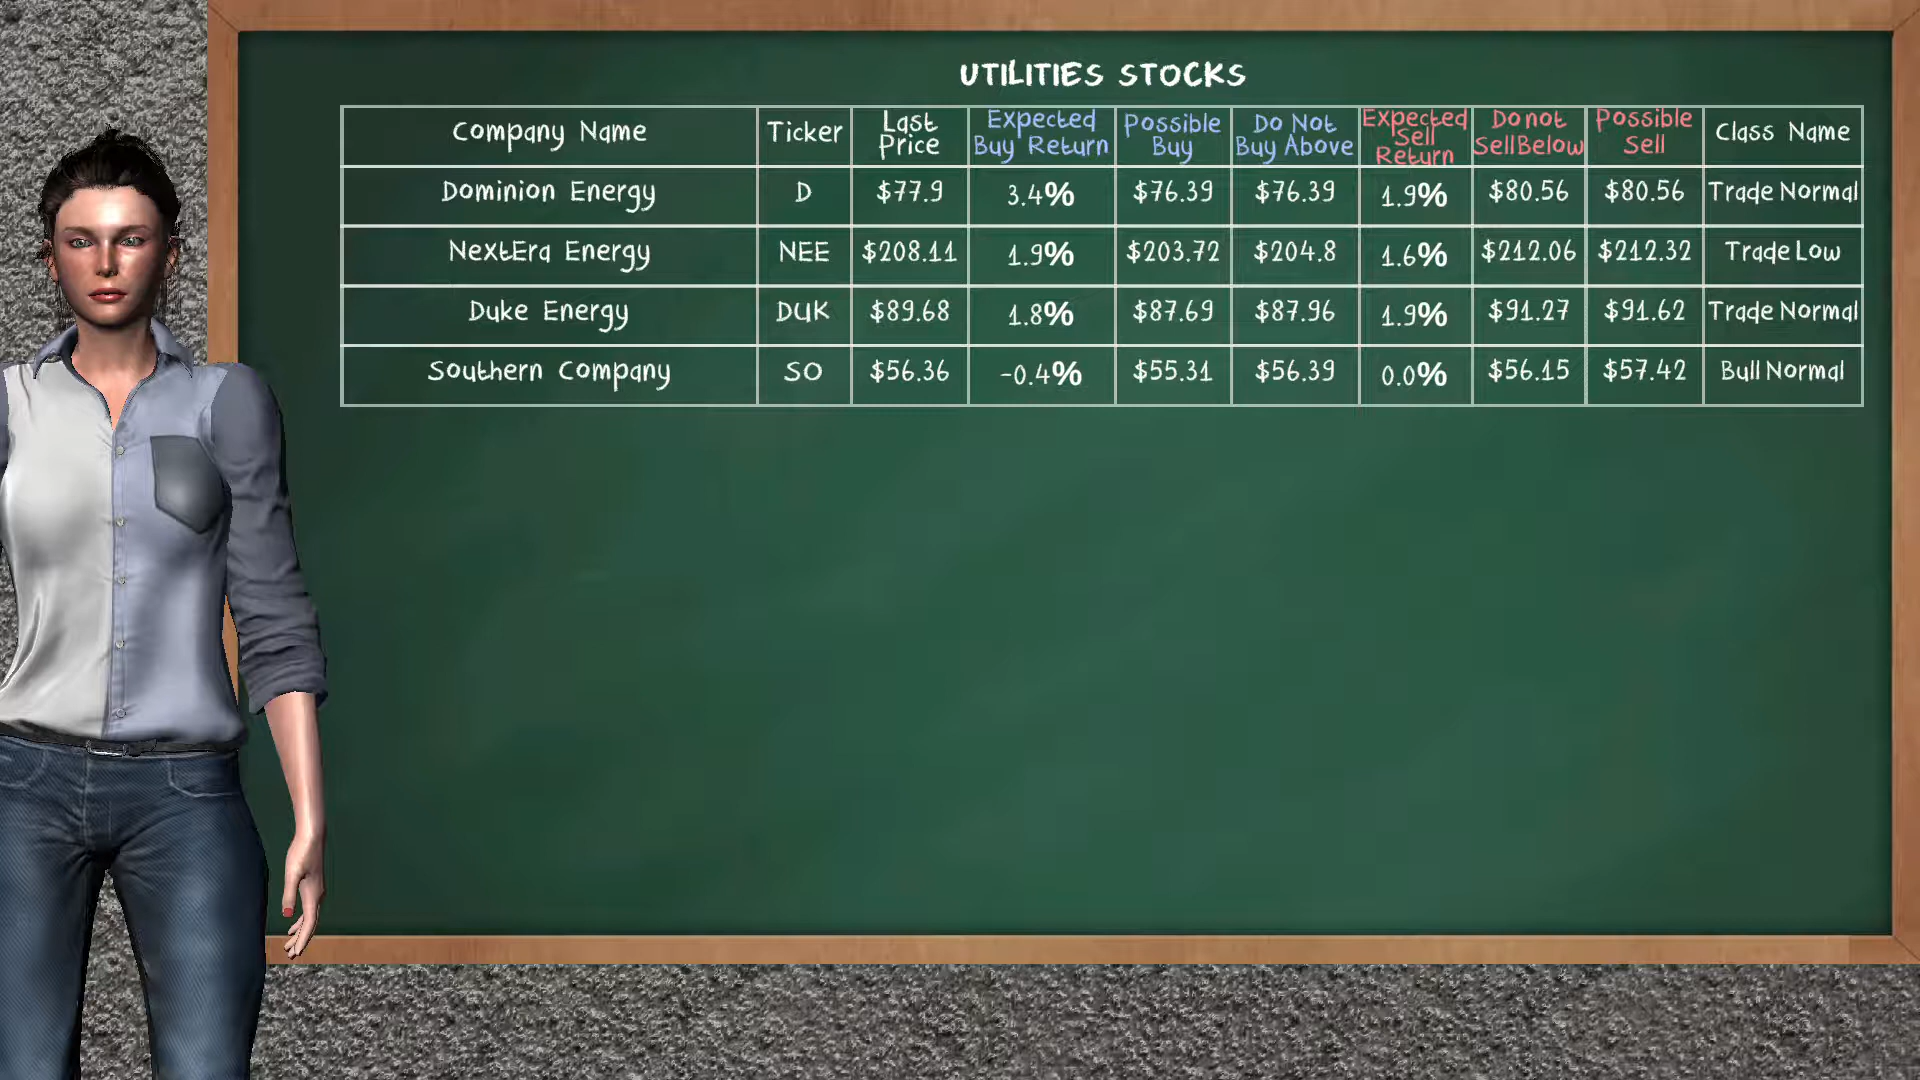 UTILITIES STOCKS
Company Name Ticker Last Price Expected Buy Return Possible Buy Do Not Buy Above Expected Sell Return Do not Sell Below Possible Sell Class Name
Dominion Energy D $77.9 3.4% $76.39 $76.39 1.9% $80.56 $80.56 Trade Normal
NextEra Energy NEE $208.11 1.9% $203.72 $204.8 1.6% $212.06 $212.32 Trade Low
Duke Energy DUK $89.68 1.8% $87.69 $87.96 1.9% $91.27 $91.62 Trade Normal
Southern Company SO $56.36 -0.4% $55.31 $56.39 0.0% $56.15 $57.42 Bull Normal